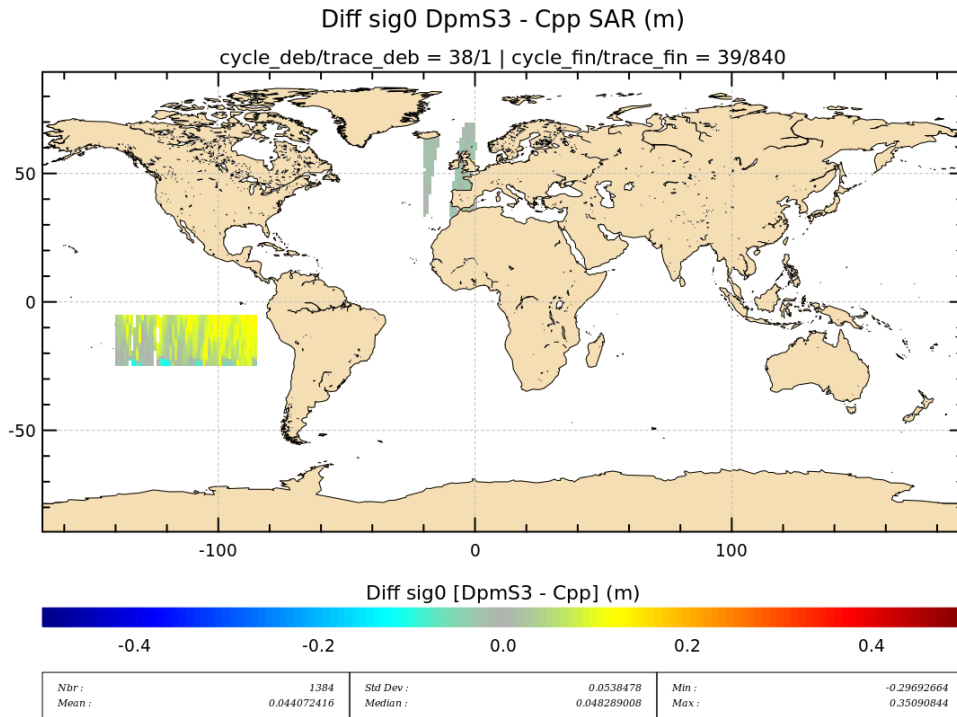 Diff sig0 DpmS3 - Cpp SAR (m)
cycle_deb/trace_deb = 38/1 | cycle_fin/trace_fin = 39/840
50
0
-50
-100 0 100
Diff sig0 [DpmS3 - Cpp] (m)
-0.4 -0.2 0.0 0.2 0.4
Nbr : 1384 Std Dev : 0.0538478 Min : -0.29692664
Mean : 0.044072416 Median : 0.048289008 Max : 0.35090844